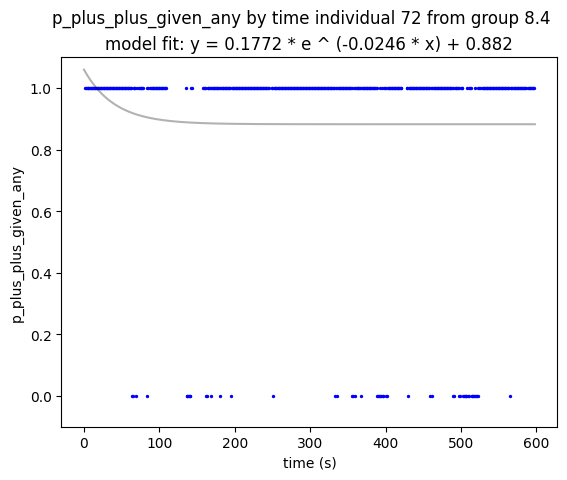 p_plus_plus_given_any by time individual 72 from group 8.4
model fit: y = 0.1772 * e ^ (-0.0246 * x) + 0.882
1.0
0.8
0.6
0.4
0.2
0.0
p_plus_plus_given_any
0 100 200 300 400 500 600
time (s)